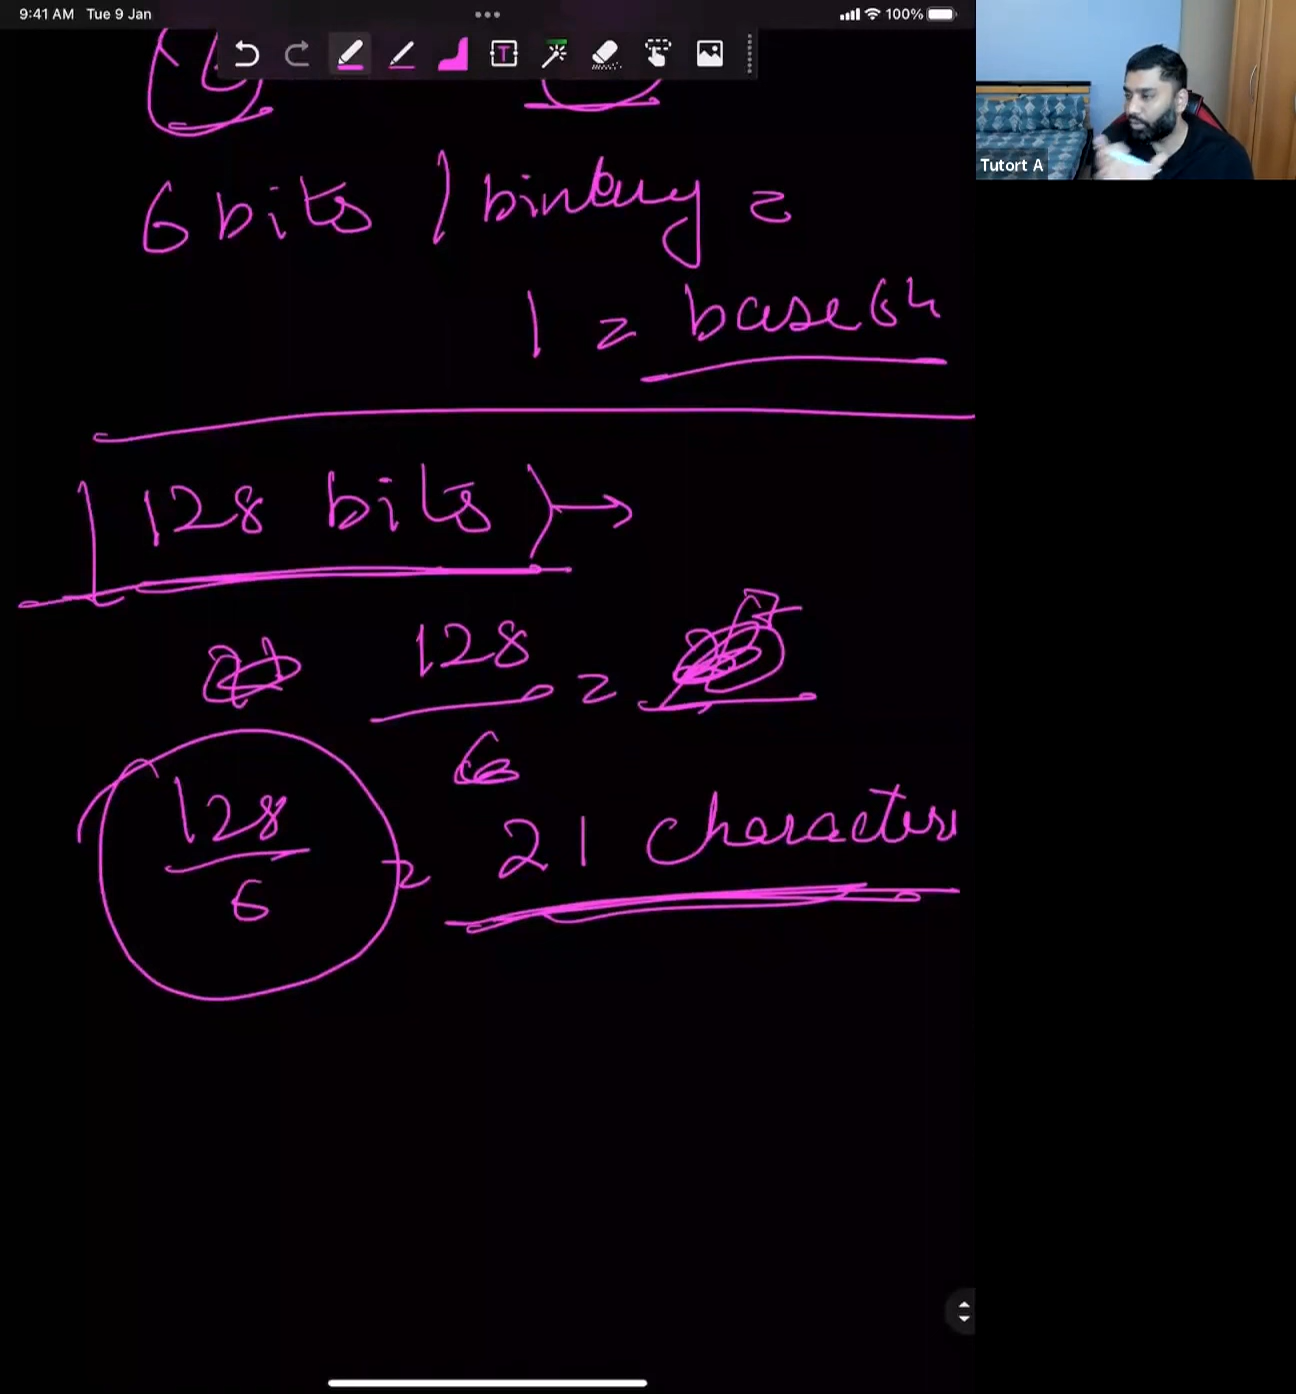 9:41 AM Tue 9 Jan
100%
T
Tutort A
6 bits / binary =
1 = base64
128 bits
128
6
=
128
6
= 21 characters